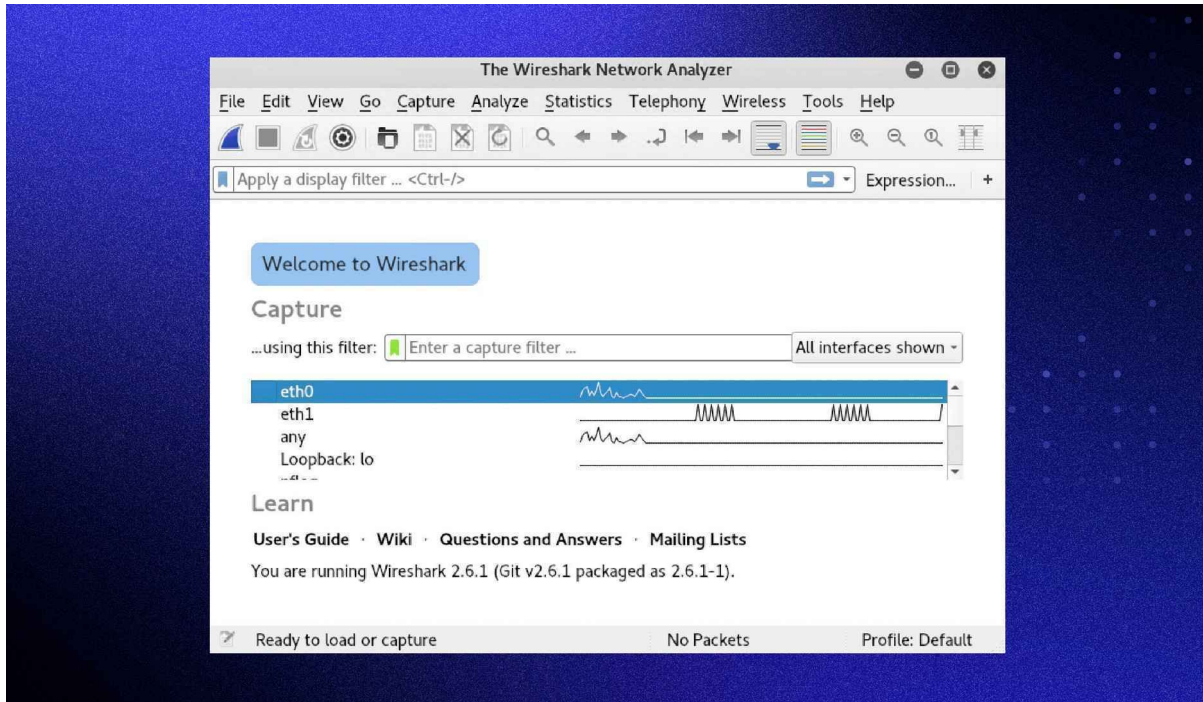 The Wireshark Network Analyzer
File Edit View Go Capture Analyze Statistics Telephony Wireless Tools Help
Apply a display filter ... <Ctrl-/> Expression... +
Welcome to Wireshark
Capture
...using this filter: Enter a capture filter ... All interfaces shown
eth0
eth1
any
Loopback: lo
Learn
User's Guide · Wiki · Questions and Answers · Mailing Lists
You are running Wireshark 2.6.1 (Git v2.6.1 packaged as 2.6.1-1).
Ready to load or capture No Packets Profile: Default